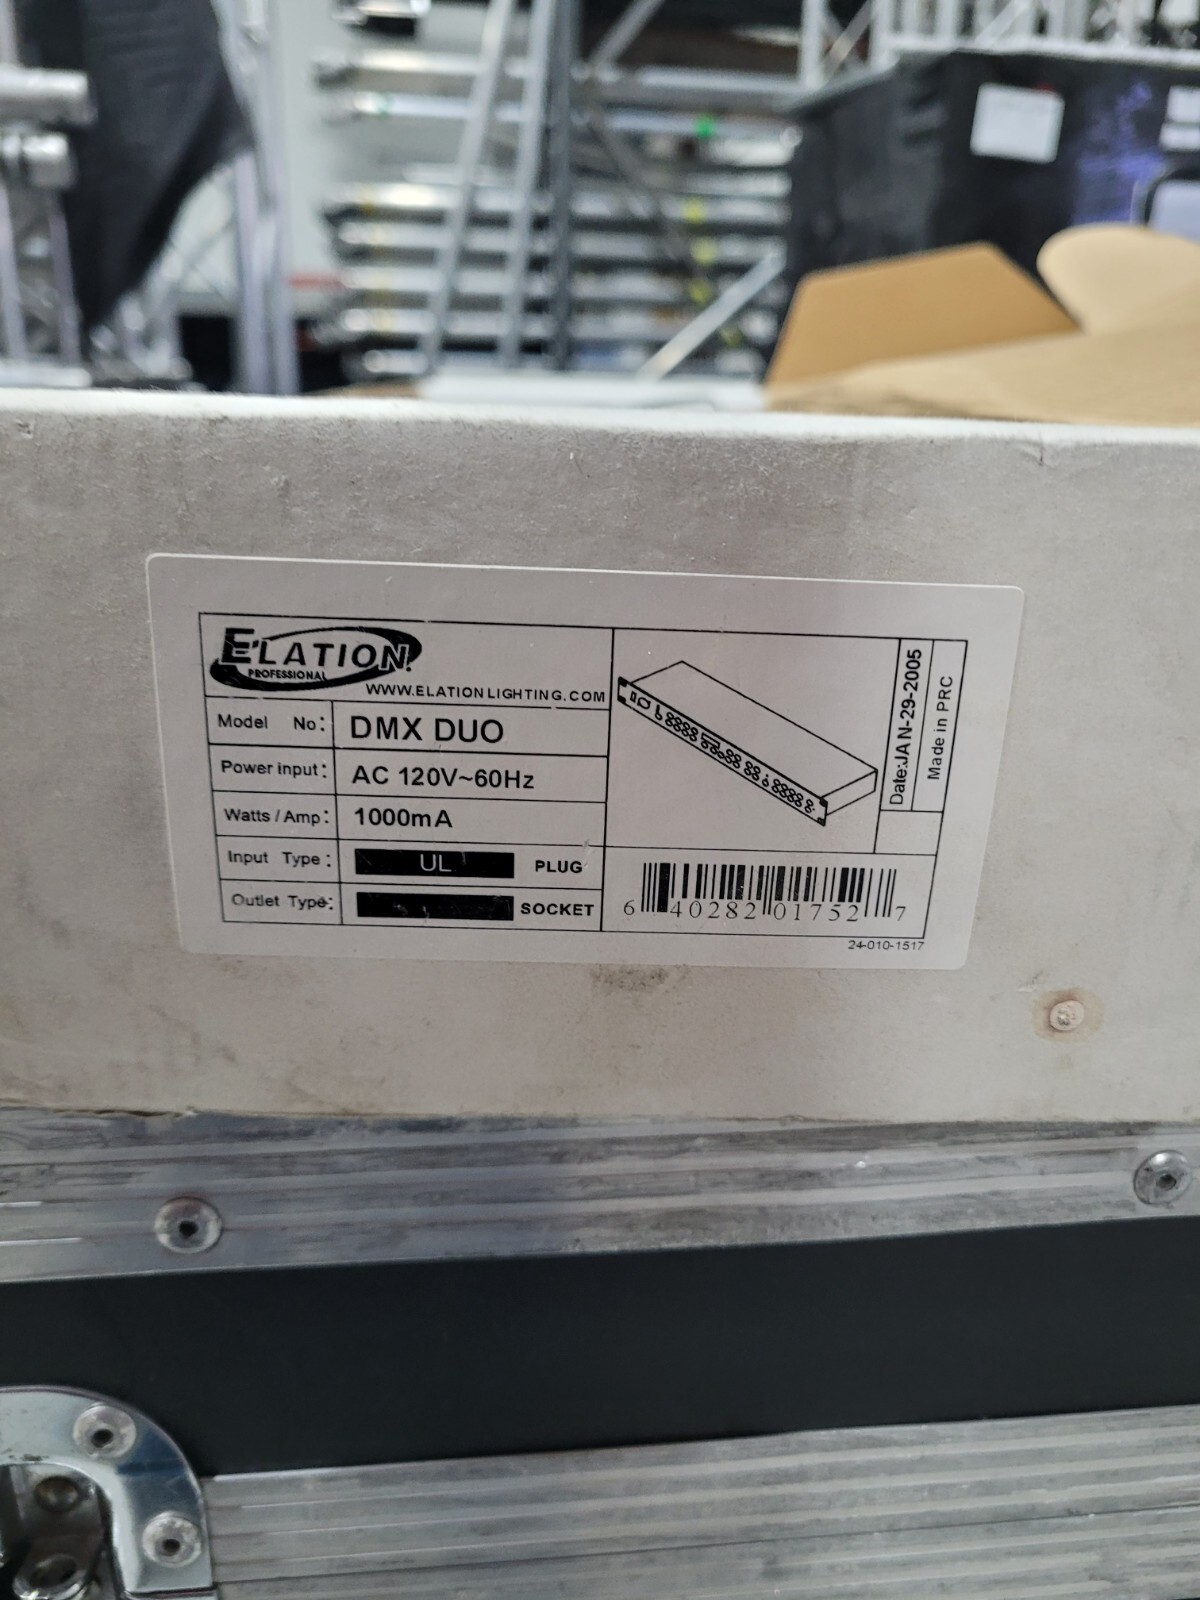 ELATION
PROFESSIONAL
WWW.ELATIONLIGHTING.COM
Model No: DMX DUO
Power input: AC 120V~60Hz
Watts / Amp: 1000mA
Input Type: UL PLUG
Outlet Type: SOCKET
Date:JAN-29-2005
Made in PRC
6 40282 01752 7
24-010-1517